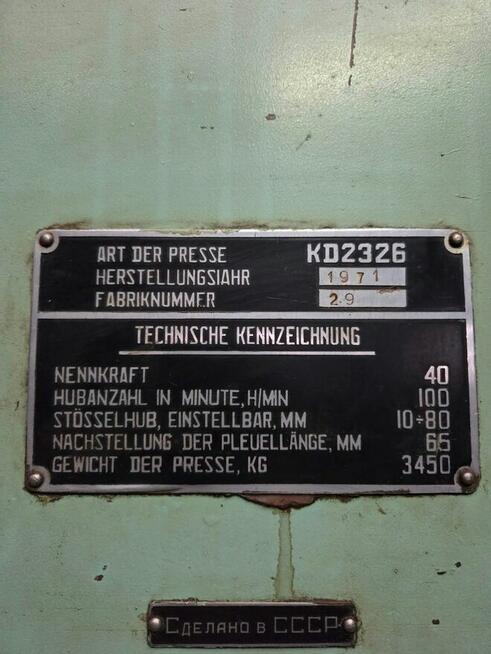 ART DER PRESSE KD2326
HERSTELLUNGSIAHR 1971
FABRIKNUMMER 29
TECHNISCHE KENNZEICHNUNG
NENNKRAFT 40
HUBANZAHL IN MINUTE, H/MIN 100
STÖSSELHUB, EINSTELLBAR, MM 10÷80
NACHSTELLUNG DER PLEUELLÄNGE, MM 65
GEWICHT DER PRESSE, KG 3450
СДЕЛАНО В СССР